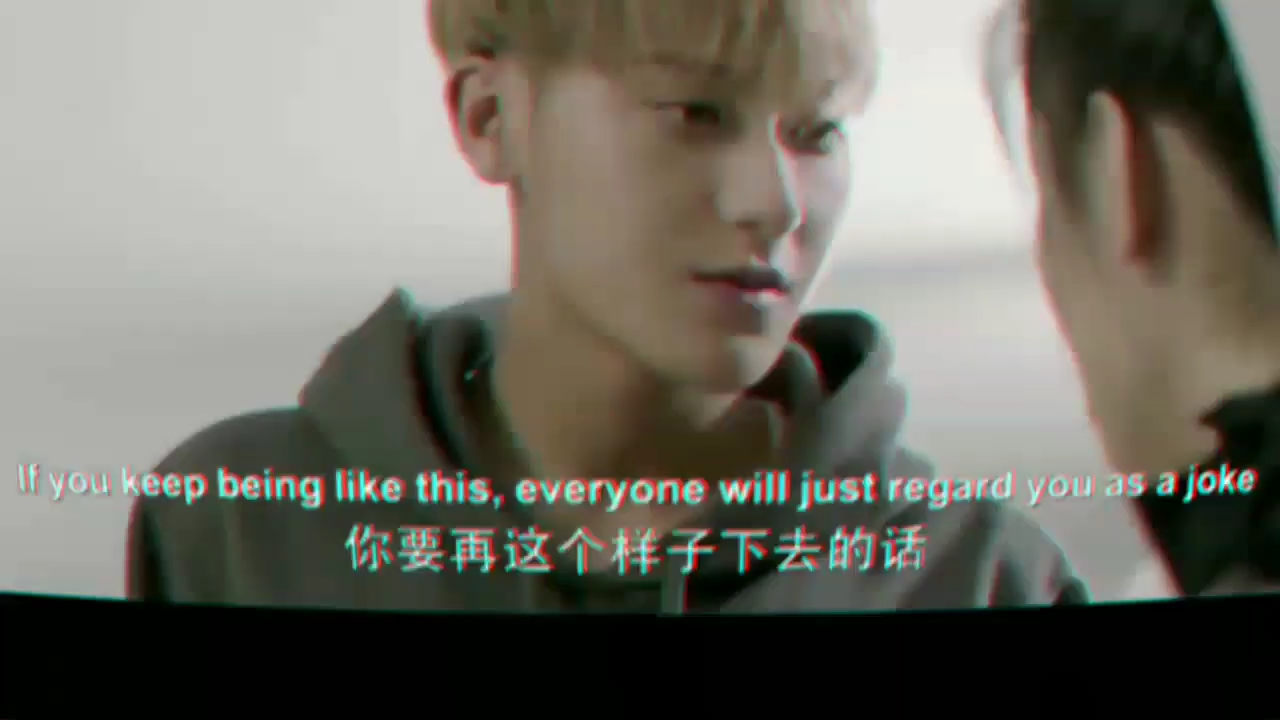 If you keep being like this, everyone will just regard you as a joke
你要再这个样子下去的话